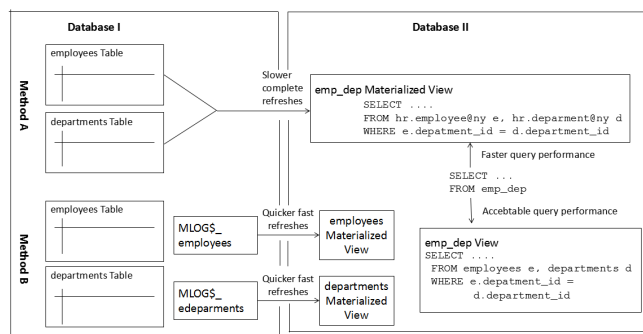 Database I
Database II
Method A
employees Table
departments Table
Slower
complete
refreshes
emp_dep Materialized View
SELECT ....
FROM hr.employee@ny e, hr.deparment@ny d
WHERE e.depatment_id = d.department_id
Faster query performance
SELECT ...
FROM emp_dep
Accebtable query performance
Method B
employees Table
MLOG$_
employees
Quicker fast
refreshes
employees
Materialized
View
departments Table
MLOG$_
edeparments
Quicker fast
refreshes
departments
Materialized
View
emp_dep View
SELECT ....
FROM employees e, departments d
WHERE e.depatment_id =
d.department_id